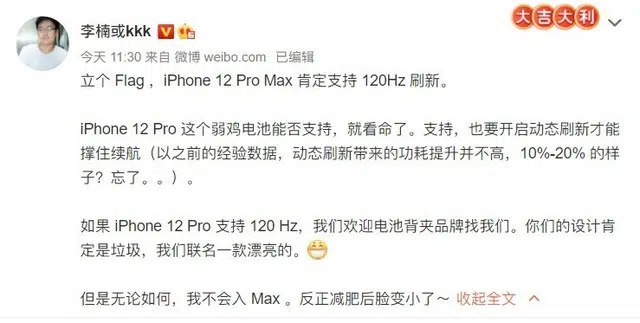 大吉大利
李楠或kkk
今天 11:30 来自 微博 weibo.com 已编辑
立个 Flag ，iPhone 12 Pro Max 肯定支持 120Hz 刷新。
iPhone 12 Pro 这个弱鸡电池能否支持，就看命了。支持，也要开启动态刷新才能
撑住续航（以之前的经验数据，动态刷新带来的功耗提升并不高，10%-20% 的样
子？忘了。。）。
如果 iPhone 12 Pro 支持 120 Hz，我们欢迎电池背夹品牌找我们。你们的设计肯
定是垃圾，我们联名一款漂亮的。😁
但是无论如何，我不会入 Max 。反正减肥后脸变小了～ 收起全文